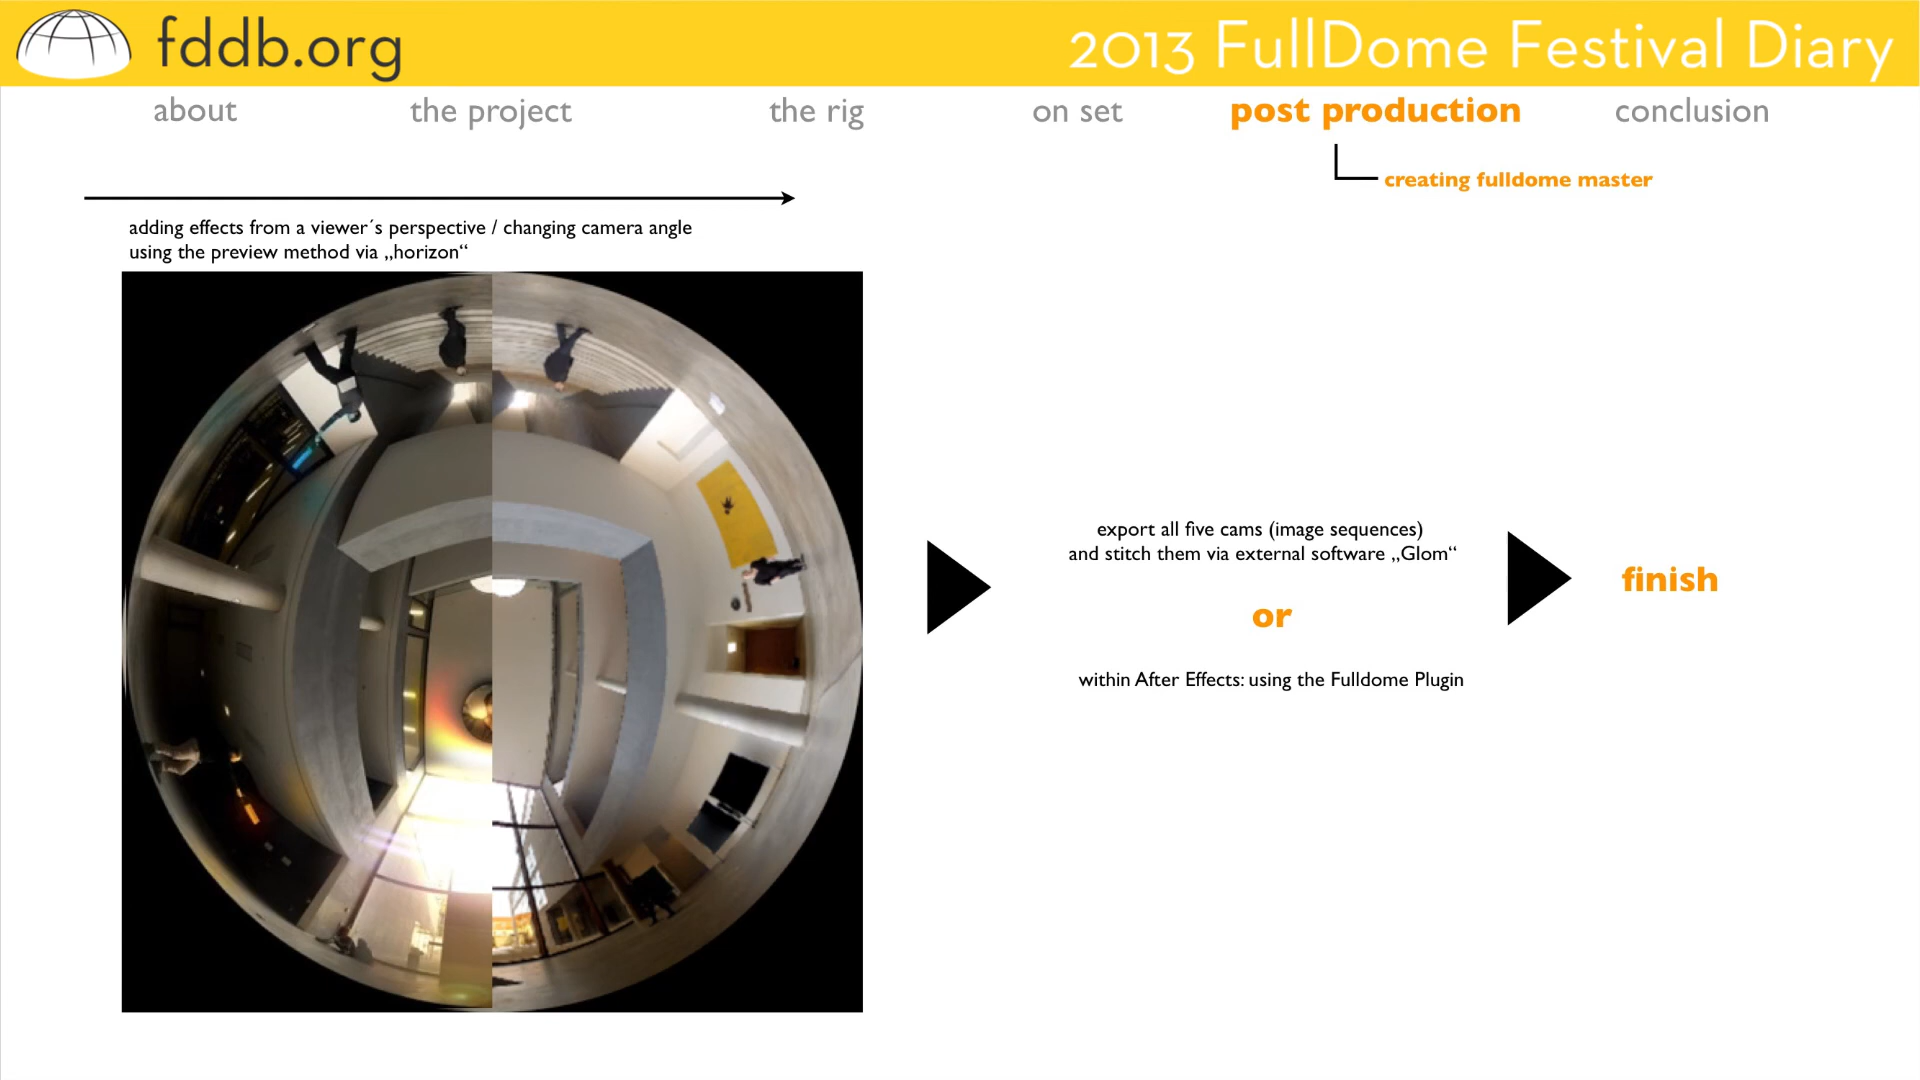 fddb.org
2013 FullDome Festival Diary
about
the project
the rig
on set
post production
conclusion
creating fulldome master
adding effects from a viewer´s perspective / changing camera angle
using the preview method via „horizon“
export all five cams (image sequences)
and stitch them via external software „Glom“
or
within After Effects: using the Fulldome Plugin
finish